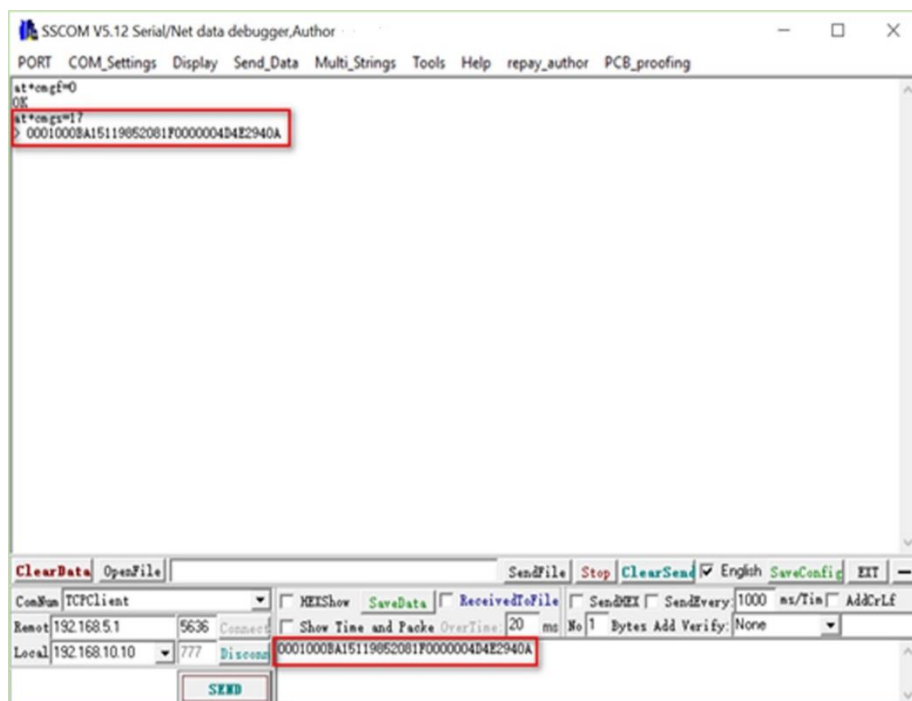 SSCOM V5.12 Serial/Net data debugger,Author
PORT COM_Settings Display Send_Data Multi_Strings Tools Help repay_author PCB_proofing
at+cmgf=0
OK
at+cmgs=17
> 0001000BA15119852081F0000004D4E2940A
ClearData OpenFile SendFile Stop ClearSend English SaveConfig EXT —
ComNum TCPClient HEXShow SaveData ReceivedToFile SendHEX SendEvery: 1000 ms/Tim AddCrLf
Remot 192.168.5.1 5636 Connect Show Time and Packe OverTime: 20 ms No 1 Bytes Add Verify: None
Local 192.168.10.10 777 Disconn 0001000BA15119852081F0000004D4E2940A
SEND